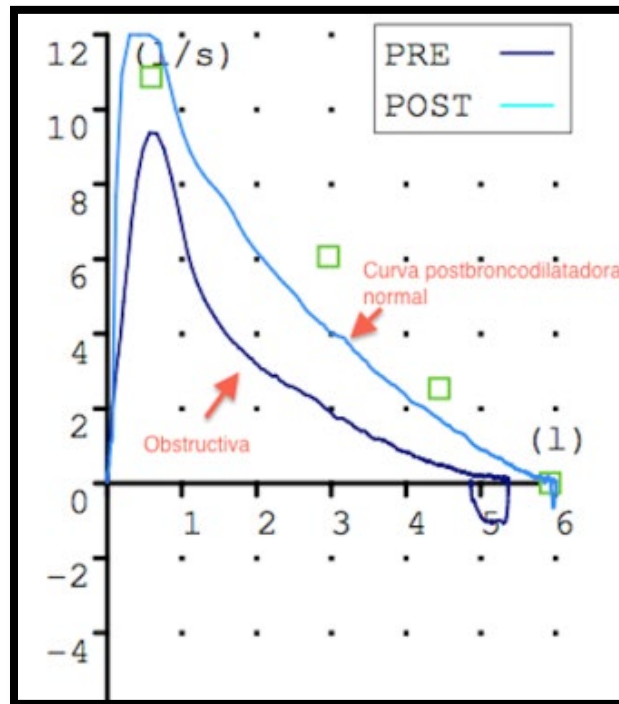 12
(l/s)
PRE
POST
10
8
6
Curva postbroncodilatadora
normal
4
2
Obstructiva
(l)
0
1 2 3 4 5 6
-2
-4